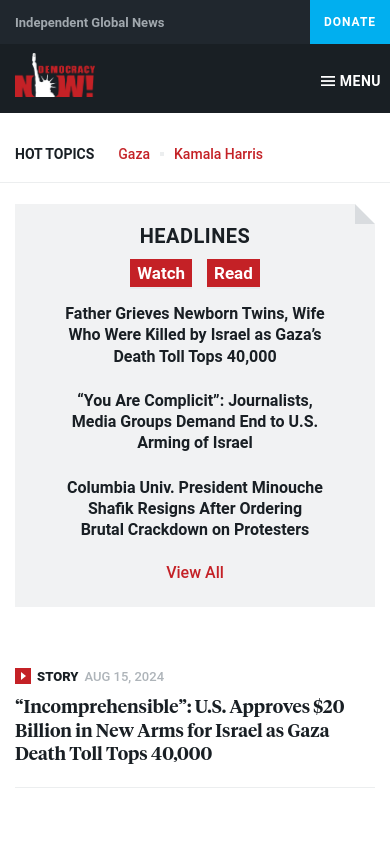 Independent Global News
DONATE
DEMOCRACY
NOW!
MENU
HOT TOPICS
Gaza
Kamala Harris
HEADLINES
Watch
Read
Father Grieves Newborn Twins, Wife
Who Were Killed by Israel as Gaza’s
Death Toll Tops 40,000
“You Are Complicit”: Journalists,
Media Groups Demand End to U.S.
Arming of Israel
Columbia Univ. President Minouche
Shafik Resigns After Ordering
Brutal Crackdown on Protesters
View All
STORY AUG 15, 2024
“Incomprehensible”: U.S. Approves $20
Billion in New Arms for Israel as Gaza
Death Toll Tops 40,000